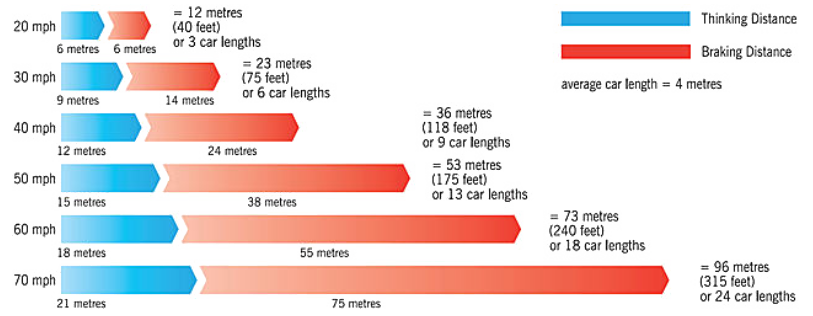 20 mph
6 metres
6 metres
= 12 metres
(40 feet)
or 3 car lengths
Thinking Distance
Braking Distance
average car length = 4 metres
30 mph
9 metres
14 metres
= 23 metres
(75 feet)
or 6 car lengths
40 mph
12 metres
24 metres
= 36 metres
(118 feet)
or 9 car lengths
50 mph
15 metres
38 metres
= 53 metres
(175 feet)
or 13 car lengths
60 mph
18 metres
55 metres
= 73 metres
(240 feet)
or 18 car lengths
70 mph
21 metres
75 metres
= 96 metres
(315 feet)
or 24 car lengths